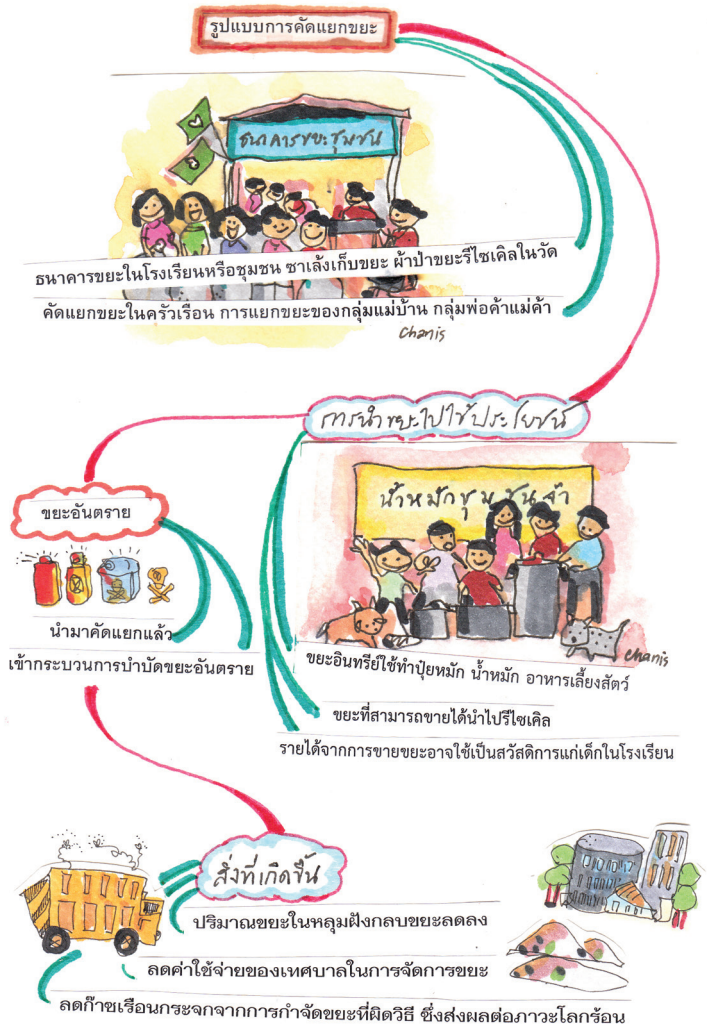 รูปแบบการคัดแยกขยะ
ธนาคารขยะชุมชน
ธนาคารขยะในโรงเรียนหรือชุมชน ซาเล้งเก็บขยะ ผ้าป่าขยะรีไซเคิลในวัด
คัดแยกขยะในครัวเรือน การแยกขยะของกลุ่มแม่บ้าน กลุ่มพ่อค้าแม่ค้า
Chanis
การนำขยะไปใช้ประโยชน์
น้ำหมักชุมชน
ขยะอันตราย
นำมาคัดแยกแล้ว
เข้ากระบวนการบำบัดขยะอันตราย
chanis
ขยะอินทรีย์ใช้ทำปุ๋ยหมัก น้ำหมัก อาหารเลี้ยงสัตว์
ขยะที่สามารถขายได้นำไปรีไซเคิล
รายได้จากการขายขยะอาจใช้เป็นสวัสดิการแก่เด็กในโรงเรียน
สิ่งที่เกิดขึ้น
ปริมาณขยะในหลุมฝังกลบขยะลดลง
ลดค่าใช้จ่ายของเทศบาลในการจัดการขยะ
ลดก๊าซเรือนกระจกจากการกำจัดขยะที่ผิดวิธี ซึ่งส่งผลต่อภาวะโลกร้อน